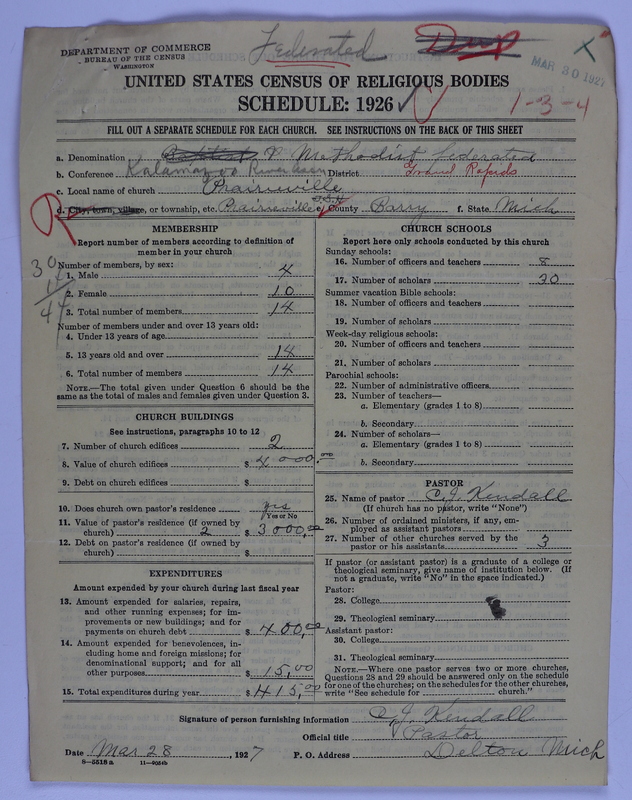 DEPARTMENT OF COMMERCE
BUREAU OF THE CENSUS
WASHINGTON
Federated
Dup
MAR 30 1927
X
UNITED STATES CENSUS OF RELIGIOUS BODIES
SCHEDULE: 1926
1-3-4
FILL OUT A SEPARATE SCHEDULE FOR EACH CHURCH. SEE INSTRUCTIONS ON THE BACK OF THIS SHEET
a. Denomination Baptist & Methodist federated
b. Conference Kalamazoo River Assn District Grand Rapids
c. Local name of church Prairieville
d. City, town, village, or township, etc. Prairieville e. County Barry f. State Mich
MEMBERSHIP
Report number of members according to definition of member in your church
Number of members, by sex:
1. Male 4
2. Female 10
3. Total number of members 14
30
14
44
Number of members under and over 13 years old:
4. Under 13 years of age
5. 13 years old and over 14
6. Total number of members 14
NOTE.—The total given under Question 6 should be the same as the total of males and females given under Question 3.
CHURCH BUILDINGS
See instructions, paragraphs 10 to 12
7. Number of church edifices 2
8. Value of church edifices $ 4000.00
9. Debt on church edifices $
10. Does church own pastor's residence yes
(Yes or No)
11. Value of pastor's residence (if owned by church) 2 $ 3000.00
12. Debt on pastor's residence (if owned by church) $
EXPENDITURES
Amount expended by your church during last fiscal year
13. Amount expended for salaries, repairs, and other running expenses; for improvements or new buildings; and for payments on church debt $ 400.00
14. Amount expended for benevolences, including home and foreign missions; for denominational support; and for all other purposes $ 15.00
15. Total expenditures during year $ 415.00
CHURCH SCHOOLS
Report here only schools conducted by this church
Sunday schools:
16. Number of officers and teachers 8
17. Number of scholars 30
Summer vacation Bible schools:
18. Number of officers and teachers
19. Number of scholars
Week-day religious schools:
20. Number of officers and teachers
21. Number of scholars
Parochial schools:
22. Number of administrative officers
23. Number of teachers—
a. Elementary (grades 1 to 8)
b. Secondary
24. Number of scholars—
a. Elementary (grades 1 to 8)
b. Secondary
PASTOR
25. Name of pastor C. J. Kendall
(If church has no pastor, write "None")
26. Number of ordained ministers, if any, employed as assistant pastors
27. Number of other churches served by the pastor or his assistants 3
If pastor (or assistant pastor) is a graduate of a college or theological seminary, give name of institution below. (If not a graduate, write "No" in the space indicated.)
Pastor:
28. College
29. Theological seminary
Assistant pastor:
30. College
31. Theological seminary
NOTE.—Where one pastor serves two or more churches, Questions 28 and 29 should be answered only on the schedule for one of the churches; on the schedules for the other churches, write "See schedule for ____ church."
Signature of person furnishing information C. J. Kendall
Official title Pastor
Date Mar 28, 1927 P. O. Address Delton Mich
8—5518 a 11—9054b